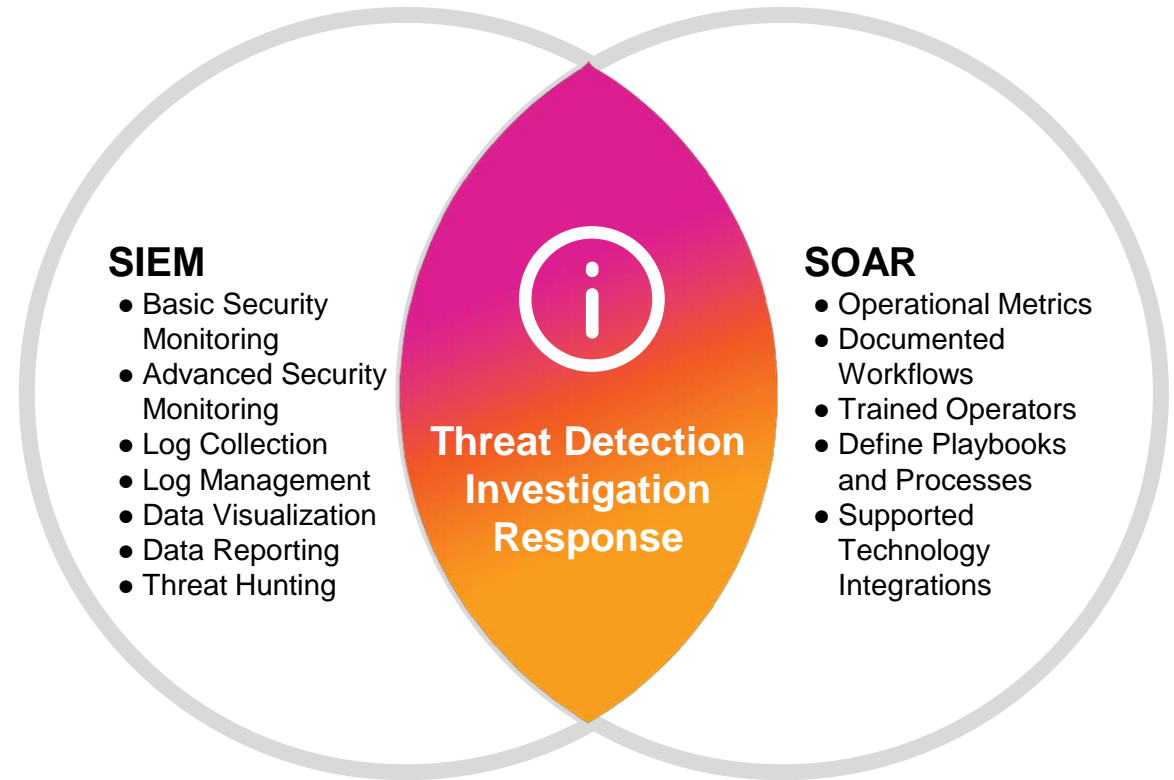 SIEM
● Basic Security
Monitoring
● Advanced Security
Monitoring
● Log Collection
● Log Management
● Data Visualization
● Data Reporting
● Threat Hunting
Threat Detection
Investigation
Response
SOAR
● Operational Metrics
● Documented
Workflows
● Trained Operators
● Define Playbooks
and Processes
● Supported
Technology
Integrations